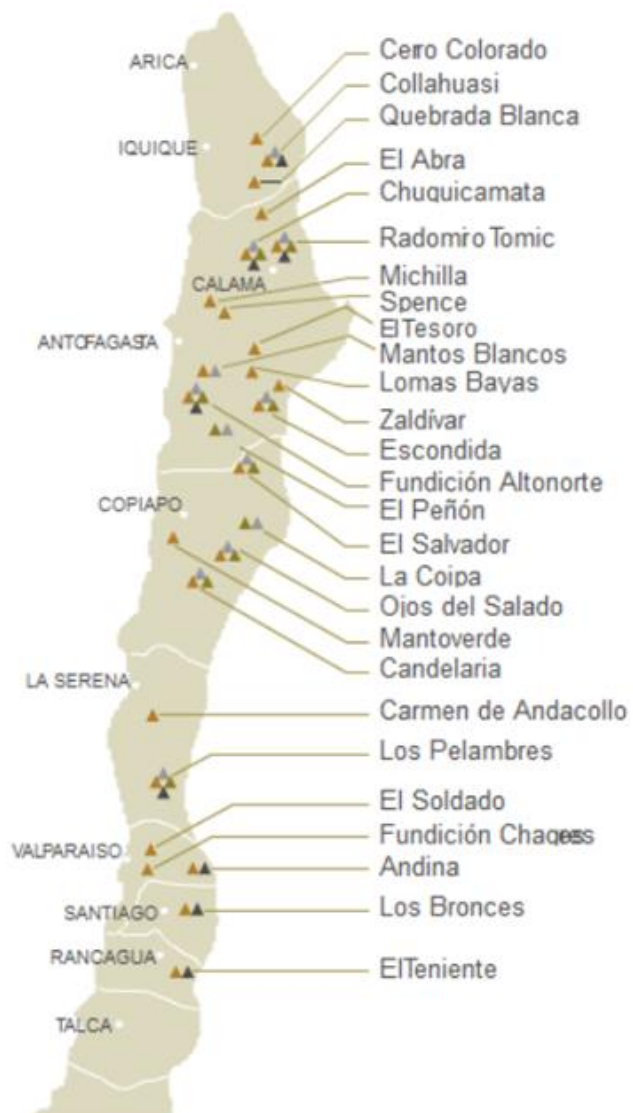 Cerro Colorado
ARICA
Collahuasi
Quebrada Blanca
IQUIQUE
El Abra
Chuquicamata
Radomiro Tomic
Michilla
CALAMA
Spence
El Tesoro
ANTOFAGASTA
Mantos Blancos
Lomas Bayas
Zaldívar
Escondida
Fundición Altonorte
El Peñón
COPIAPO
El Salvador
La Coipa
Ojos del Salado
Mantoverde
Candelaria
LA SERENA
Carmen de Andacollo
Los Pelambres
El Soldado
Fundición Chagres
VALPARAISO
Andina
Los Bronces
SANTIAGO
RANCAGUA
El Teniente
TALCA